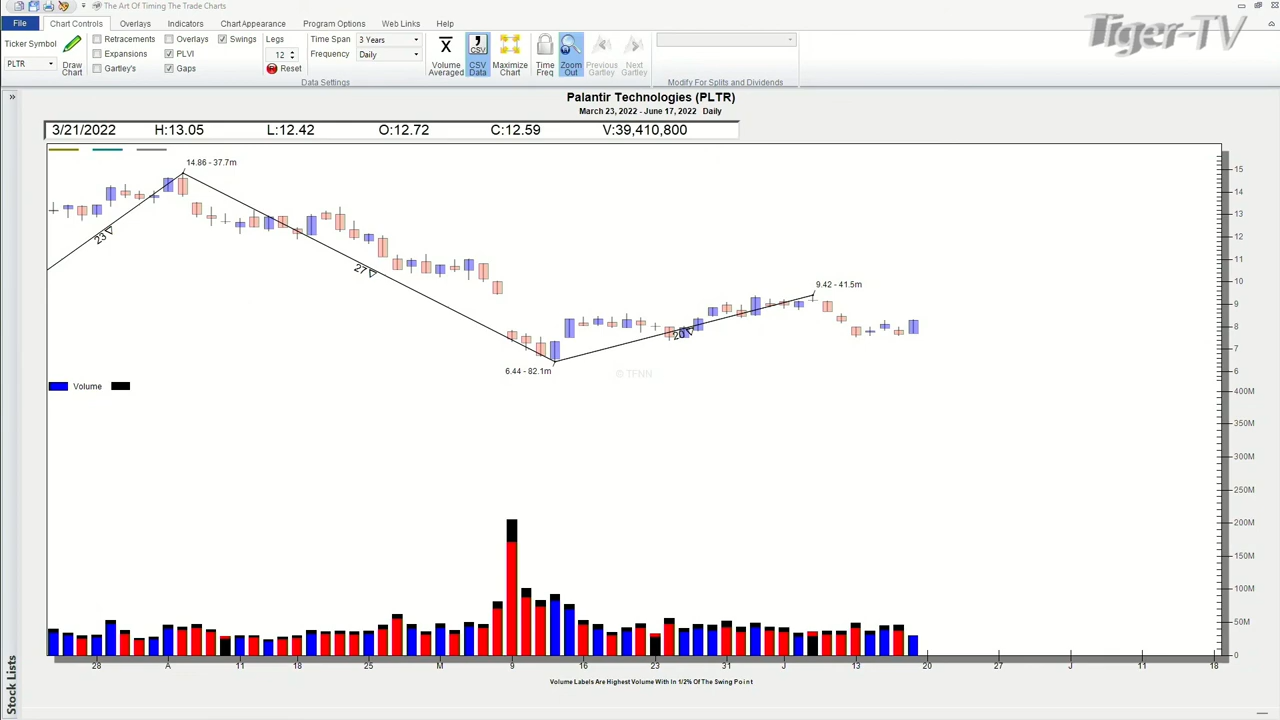 The Art Of Timing The Trade Charts
Tiger-TV
File Chart Controls Overlays Indicators Chart Appearance Program Options Web Links Help
Ticker Symbol
PLTR
Draw Chart
Retracements Overlays Swings
Expansions PLVI
Gartley's Gaps
Legs
12
Reset
Time Span 3 Years
Frequency Daily
Data Settings
Volume Averaged
CSV Data
Maximize Chart
Time Freq
Zoom Out
Previous Gartley
Next Gartley
Modify For Splits and Dividends
»
Palantir Technologies (PLTR)
March 23, 2022 - June 17, 2022 Daily
3/21/2022 H:13.05 L:12.42 O:12.72 C:12.59 V:39,410,800
14.86 - 37.7m
23
27
9.42 - 41.5m
20
6.44 - 82.1m
© TFNN
15
14
13
12
11
10
9
8
7
6
Volume
400M
350M
300M
250M
200M
150M
100M
50M
0
28 A 11 18 25 M 9 16 23 31 J 13 20 27 J 11 18
Volume Labels Are Highest Volume With In 1/2% Of The Swing Point
Stock Lists